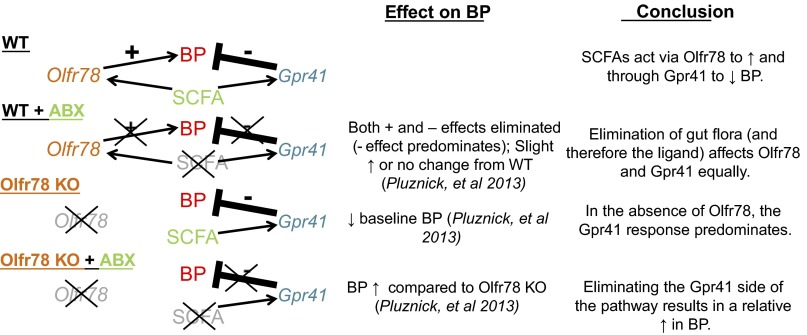 Effect on BP
Conclusion
WT
+
BP
-
Olfr78
Gpr41
SCFA
SCFAs act via Olfr78 to ↑ and
through Gpr41 to ↓ BP.
WT + ABX
+
BP
-
Olfr78
Gpr41
SCFA
Both + and – effects eliminated
(- effect predominates); Slight
↑ or no change from WT
(Pluznick, et al 2013)
Elimination of gut flora (and
therefore the ligand) affects Olfr78
and Gpr41 equally.
Olfr78 KO
Olfr78
BP
-
Gpr41
SCFA
↓ baseline BP (Pluznick, et al
2013)
In the absence of Olfr78, the
Gpr41 response predominates.
Olfr78 KO + ABX
Olfr78
BP
-
Gpr41
SCFA
BP ↑ compared to Olfr78 KO
(Pluznick, et al 2013)
Eliminating the Gpr41 side of
the pathway results in a relative
↑ in BP.